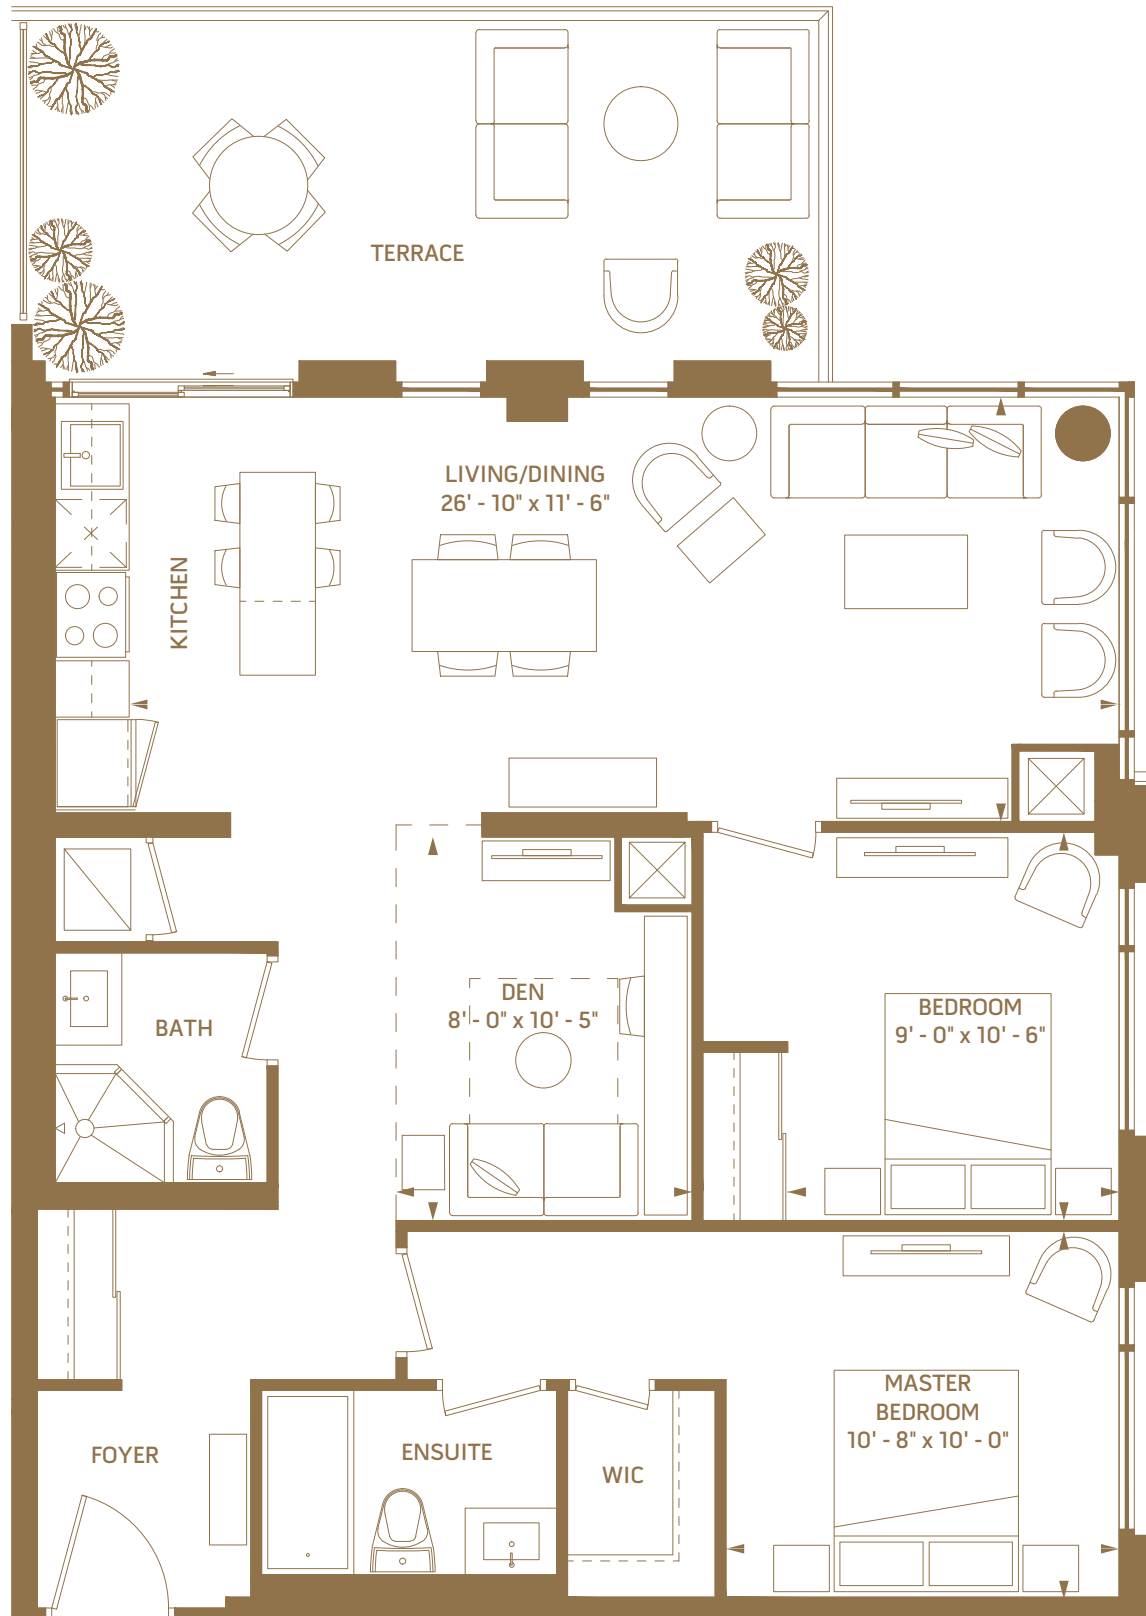 TERRACE
LIVING/DINING
26' - 10" x 11' - 6"
KITCHEN
DEN
8' - 0" x 10' - 5"
BEDROOM
9' - 0" x 10' - 6"
BATH
MASTER
BEDROOM
10' - 8" x 10' - 0"
FOYER
ENSUITE
WIC